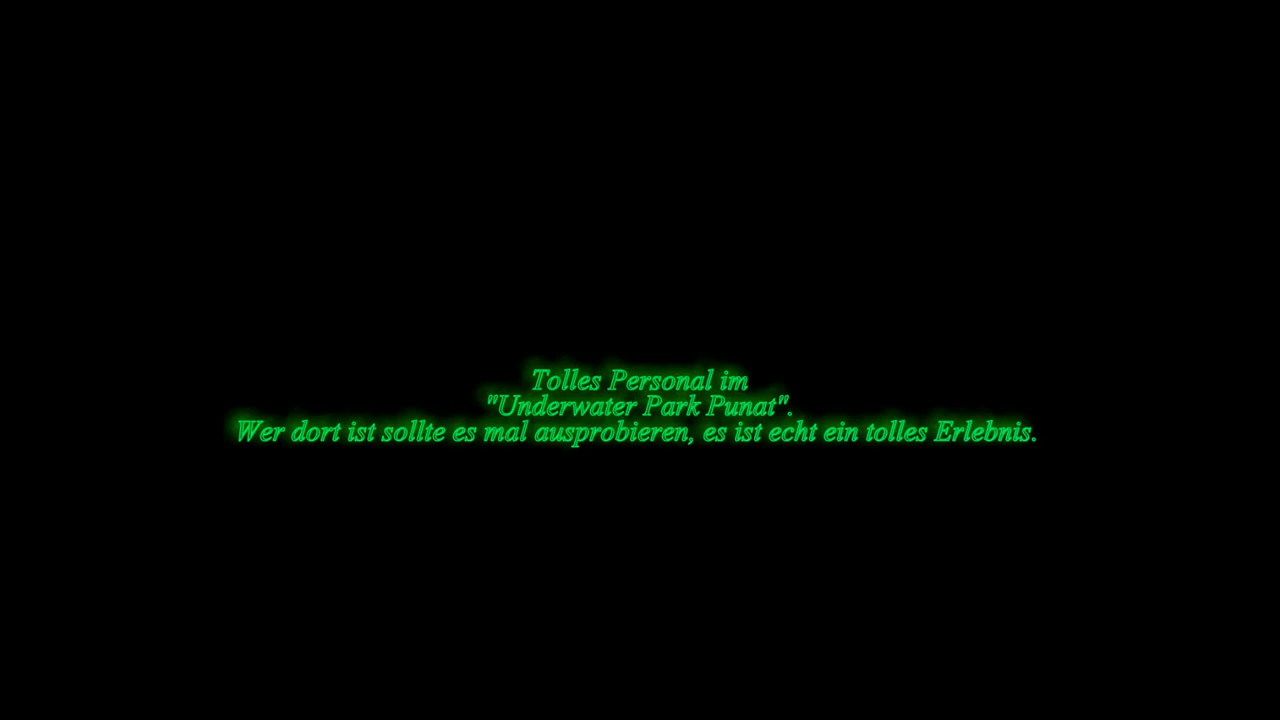 Tolles Personal im
"Underwater Park Punat".
Wer dort ist sollte es mal ausprobieren, es ist echt ein tolles Erlebnis.